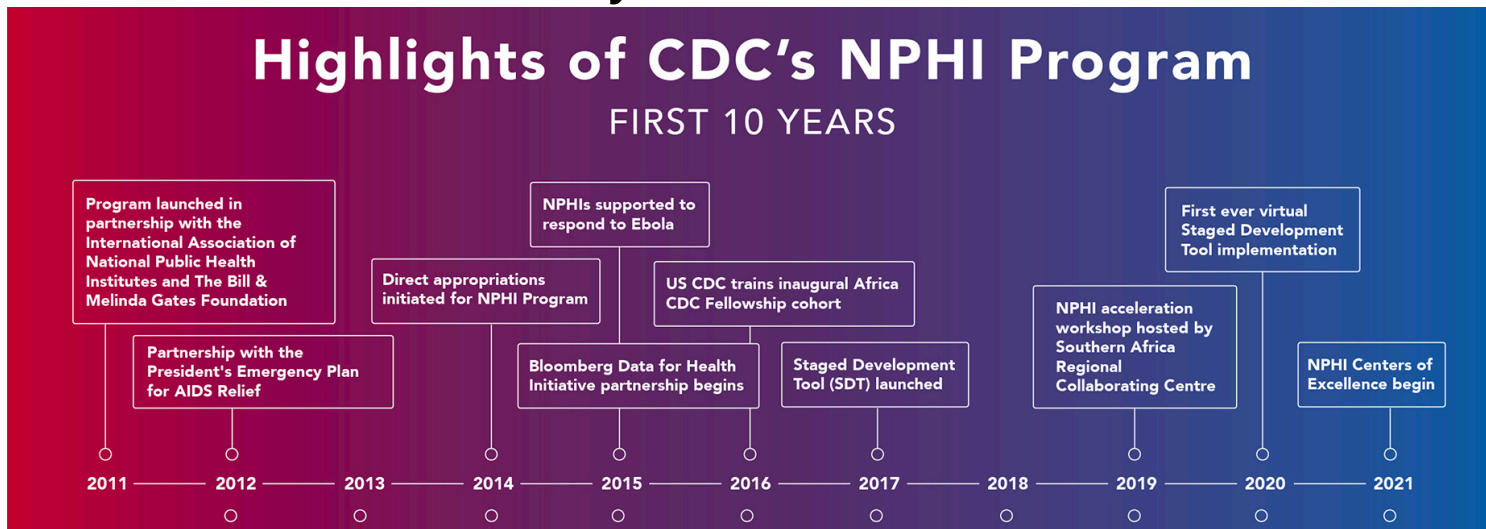 Highlights of CDC's NPHI Program
FIRST 10 YEARS
Program launched in
partnership with the
International Association of
National Public Health
Institutes and The Bill &
Melinda Gates Foundation
Partnership with the
President's Emergency Plan
for AIDS Relief
Direct appropriations
initiated for NPHI Program
NPHIs supported to
respond to Ebola
Bloomberg Data for Health
Initiative partnership begins
US CDC trains inaugural Africa
CDC Fellowship cohort
Staged Development
Tool (SDT) launched
NPHI acceleration
workshop hosted by
Southern Africa
Regional
Collaborating Centre
First ever virtual
Staged Development
Tool implementation
NPHI Centers of
Excellence begin
2011 2012 2013 2014 2015 2016 2017 2018 2019 2020 2021